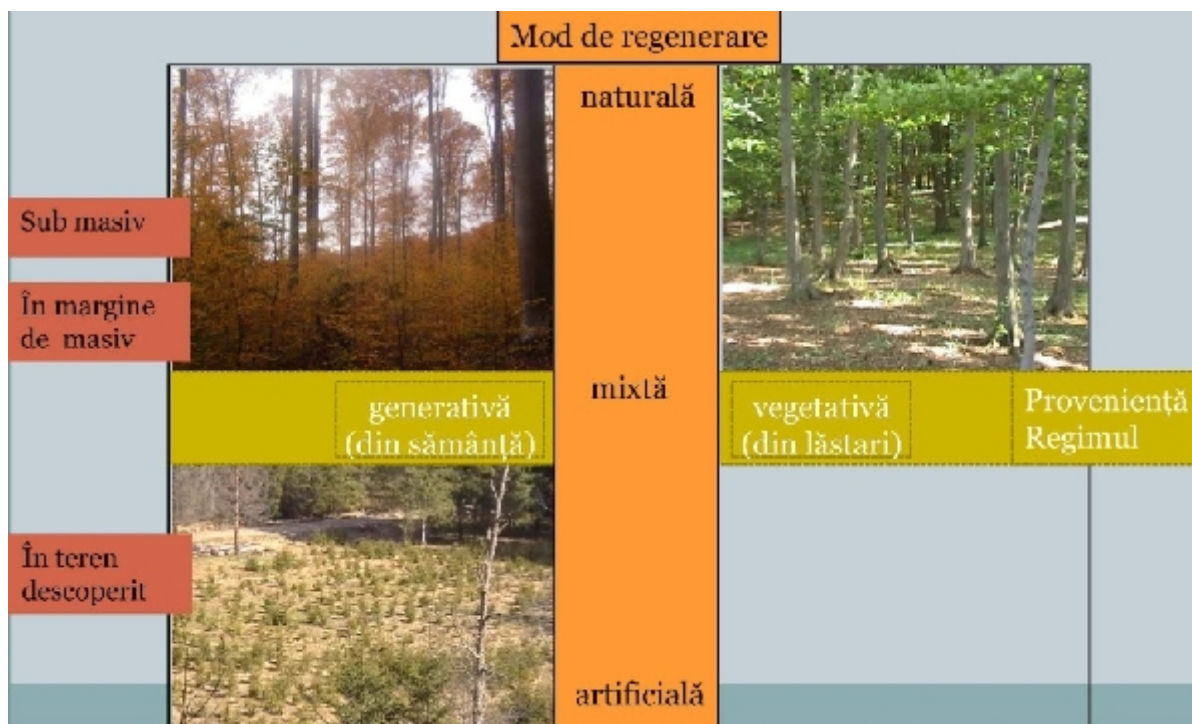 Mod de regenerare
naturală
Sub masiv
În margine
de masiv
mixtă
generativă
(din sămânță)
vegetativă
(din lăstari)
Proveniență
Regimul
În teren
descoperit
artificială